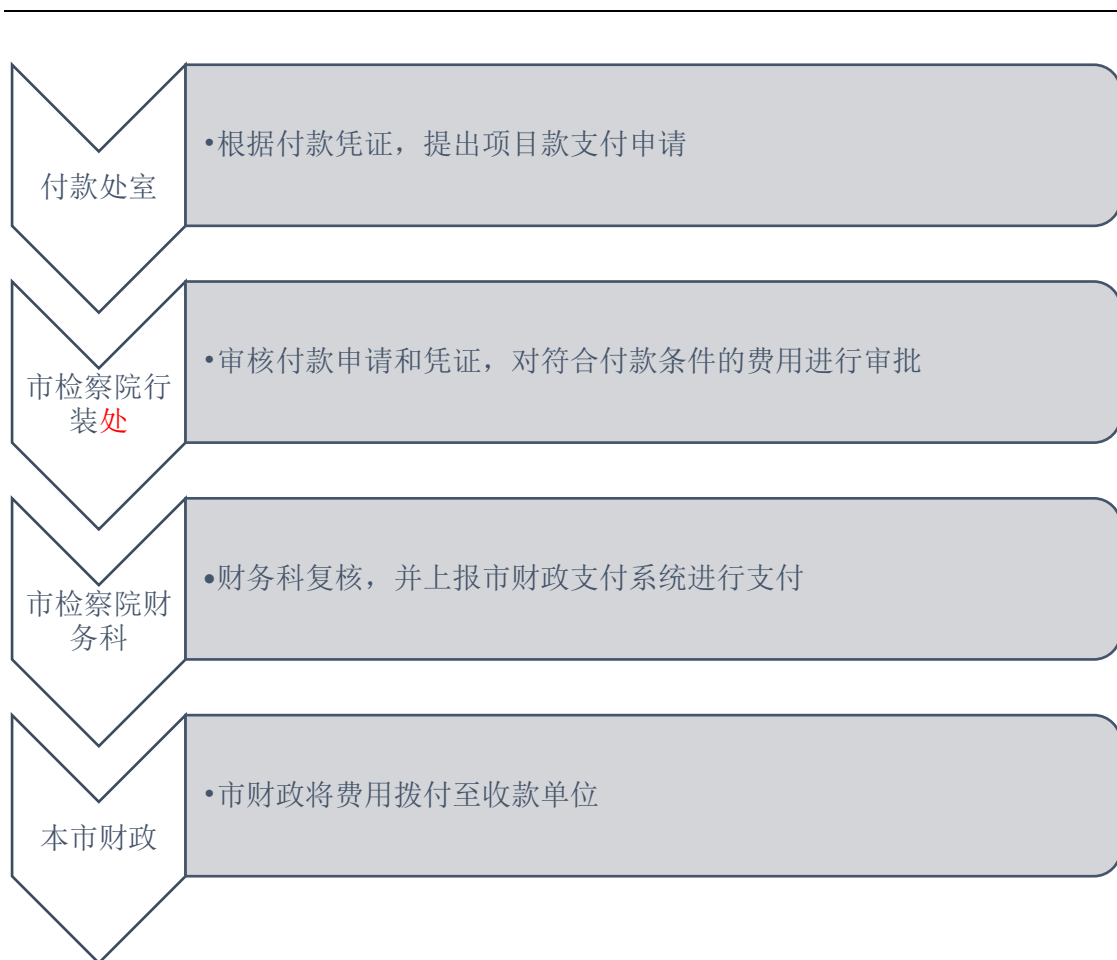 付款处室
•根据付款凭证，提出项目款支付申请
市检察院行
装处
•审核付款申请和凭证，对符合付款条件的费用进行审批
市检察院财
务科
•财务科复核，并上报市财政支付系统进行支付
本市财政
•市财政将费用拨付至收款单位